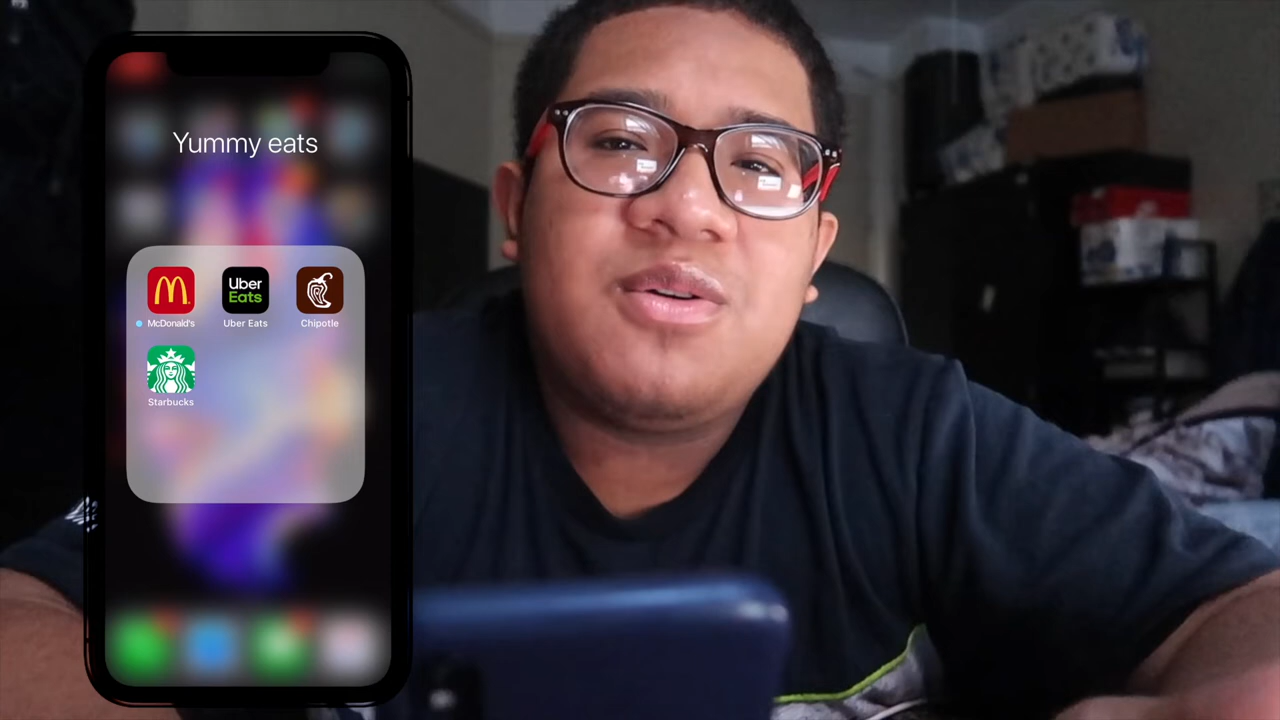 Yummy eats
Uber
Eats
McDonald's
Uber Eats
Chipotle
Starbucks